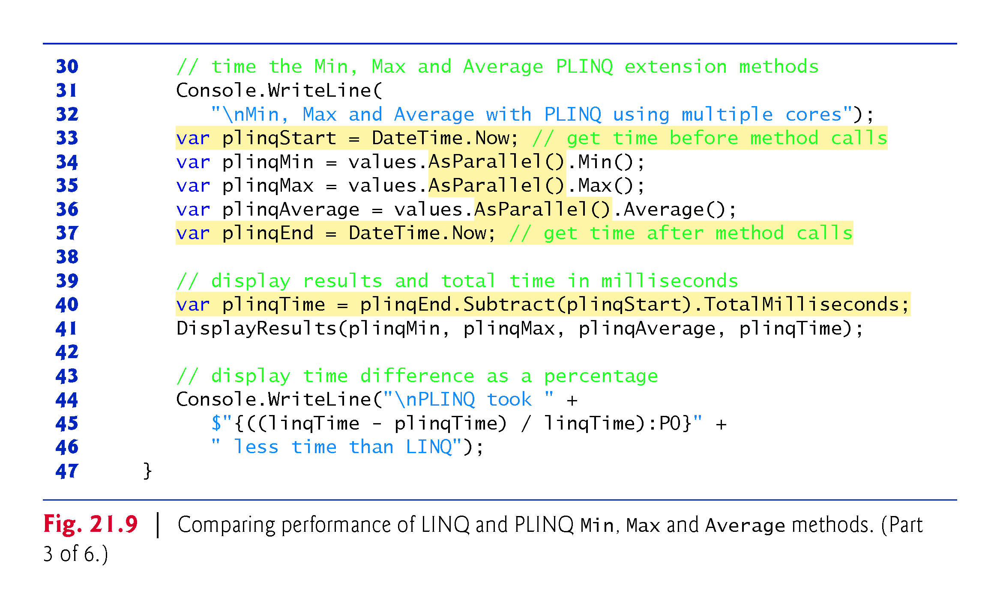 30 // time the Min, Max and Average PLINQ extension methods
31 Console.WriteLine(
32 "\nMin, Max and Average with PLINQ using multiple cores");
33 var plinqStart = DateTime.Now; // get time before method calls
34 var plinqMin = values.AsParallel().Min();
35 var plinqMax = values.AsParallel().Max();
36 var plinqAverage = values.AsParallel().Average();
37 var plinqEnd = DateTime.Now; // get time after method calls
38
39 // display results and total time in milliseconds
40 var plinqTime = plinqEnd.Subtract(plinqStart).TotalMilliseconds;
41 DisplayResults(plinqMin, plinqMax, plinqAverage, plinqTime);
42
43 // display time difference as a percentage
44 Console.WriteLine("\nPLINQ took " +
45 $"{((linqTime - plinqTime) / linqTime):P0}" +
46 " less time than LINQ");
47 }
Fig. 21.9 | Comparing performance of LINQ and PLINQ Min, Max and Average methods. (Part
3 of 6.)